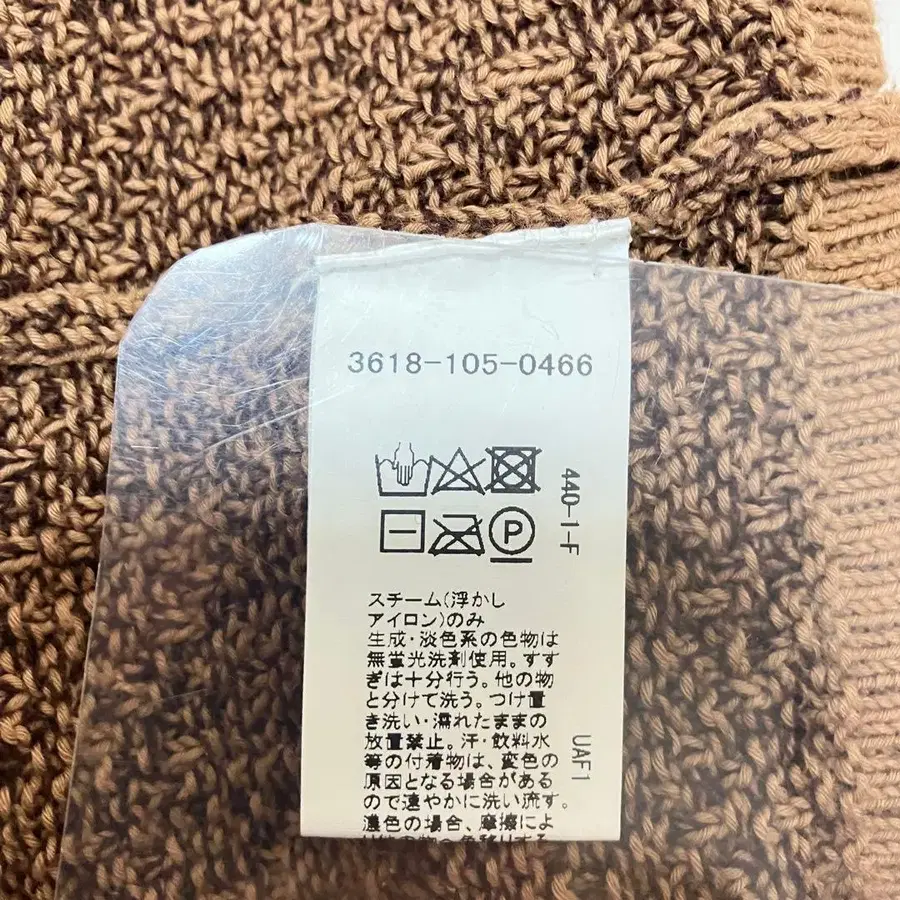 3618-105-0466
440-1-F
P
スチーム(浮かし
アイロン)のみ
生成・淡色系の色物は
無蛍光洗剤使用。すす
ぎは十分行う。他の物
と分けて洗う。つけ置
き洗い・濡れたままの
放置禁止。汗・飲料水
等の付着物は、変色の
原因となる場合がある
ので速やかに洗い流す。
濃色の場合、摩擦によ
UAF1